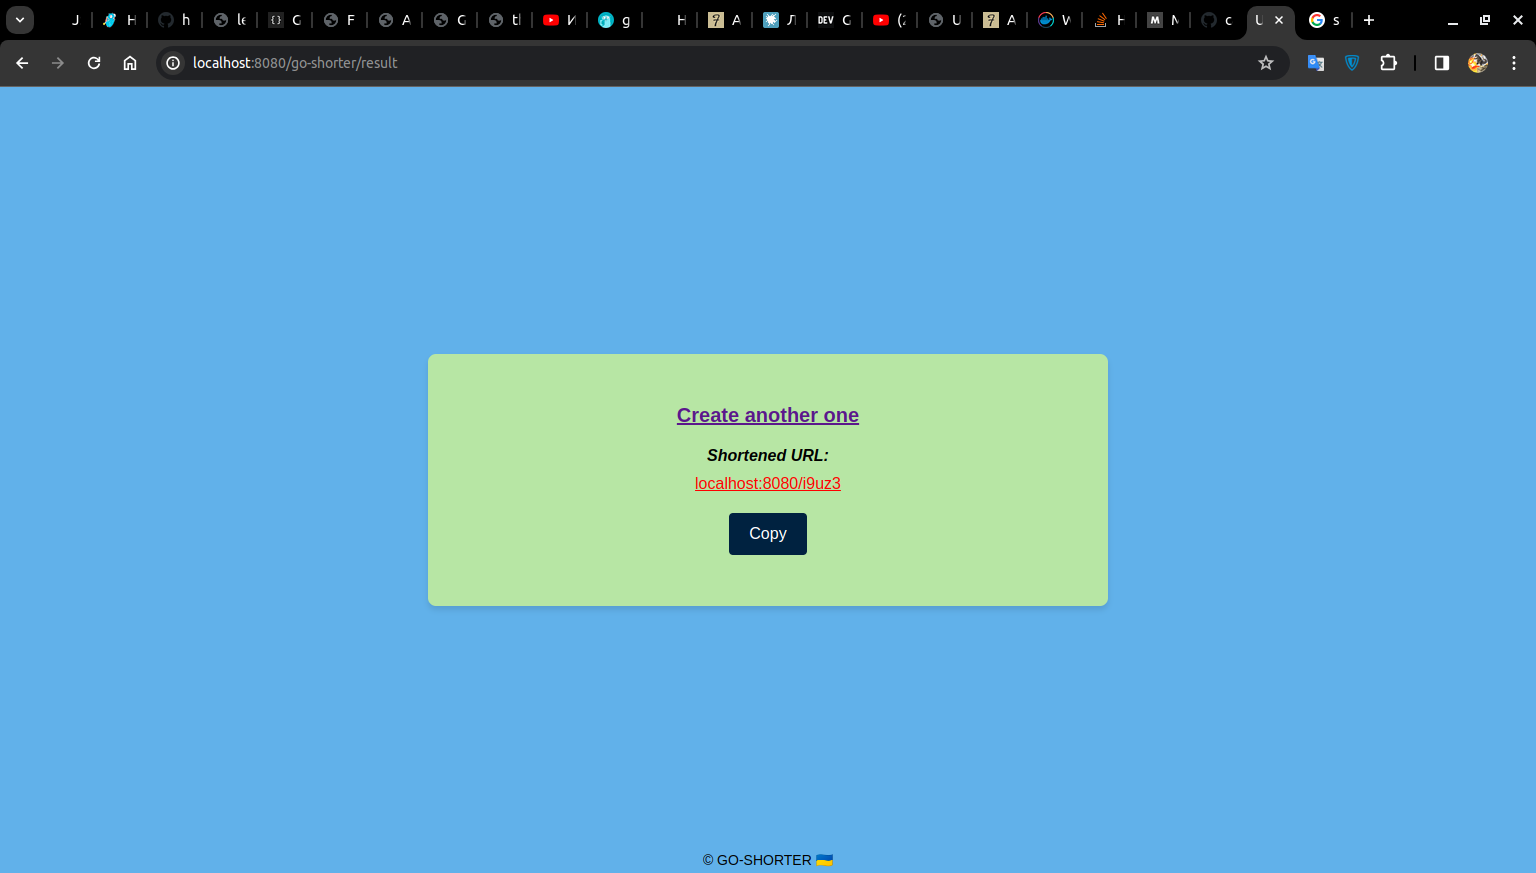 J H h le G F A G tl И g H A Л DEV G (2 U A W H M c U s
localhost:8080/go-shorter/result
Create another one
Shortened URL:
localhost:8080/i9uz3
Copy
© GO-SHORTER